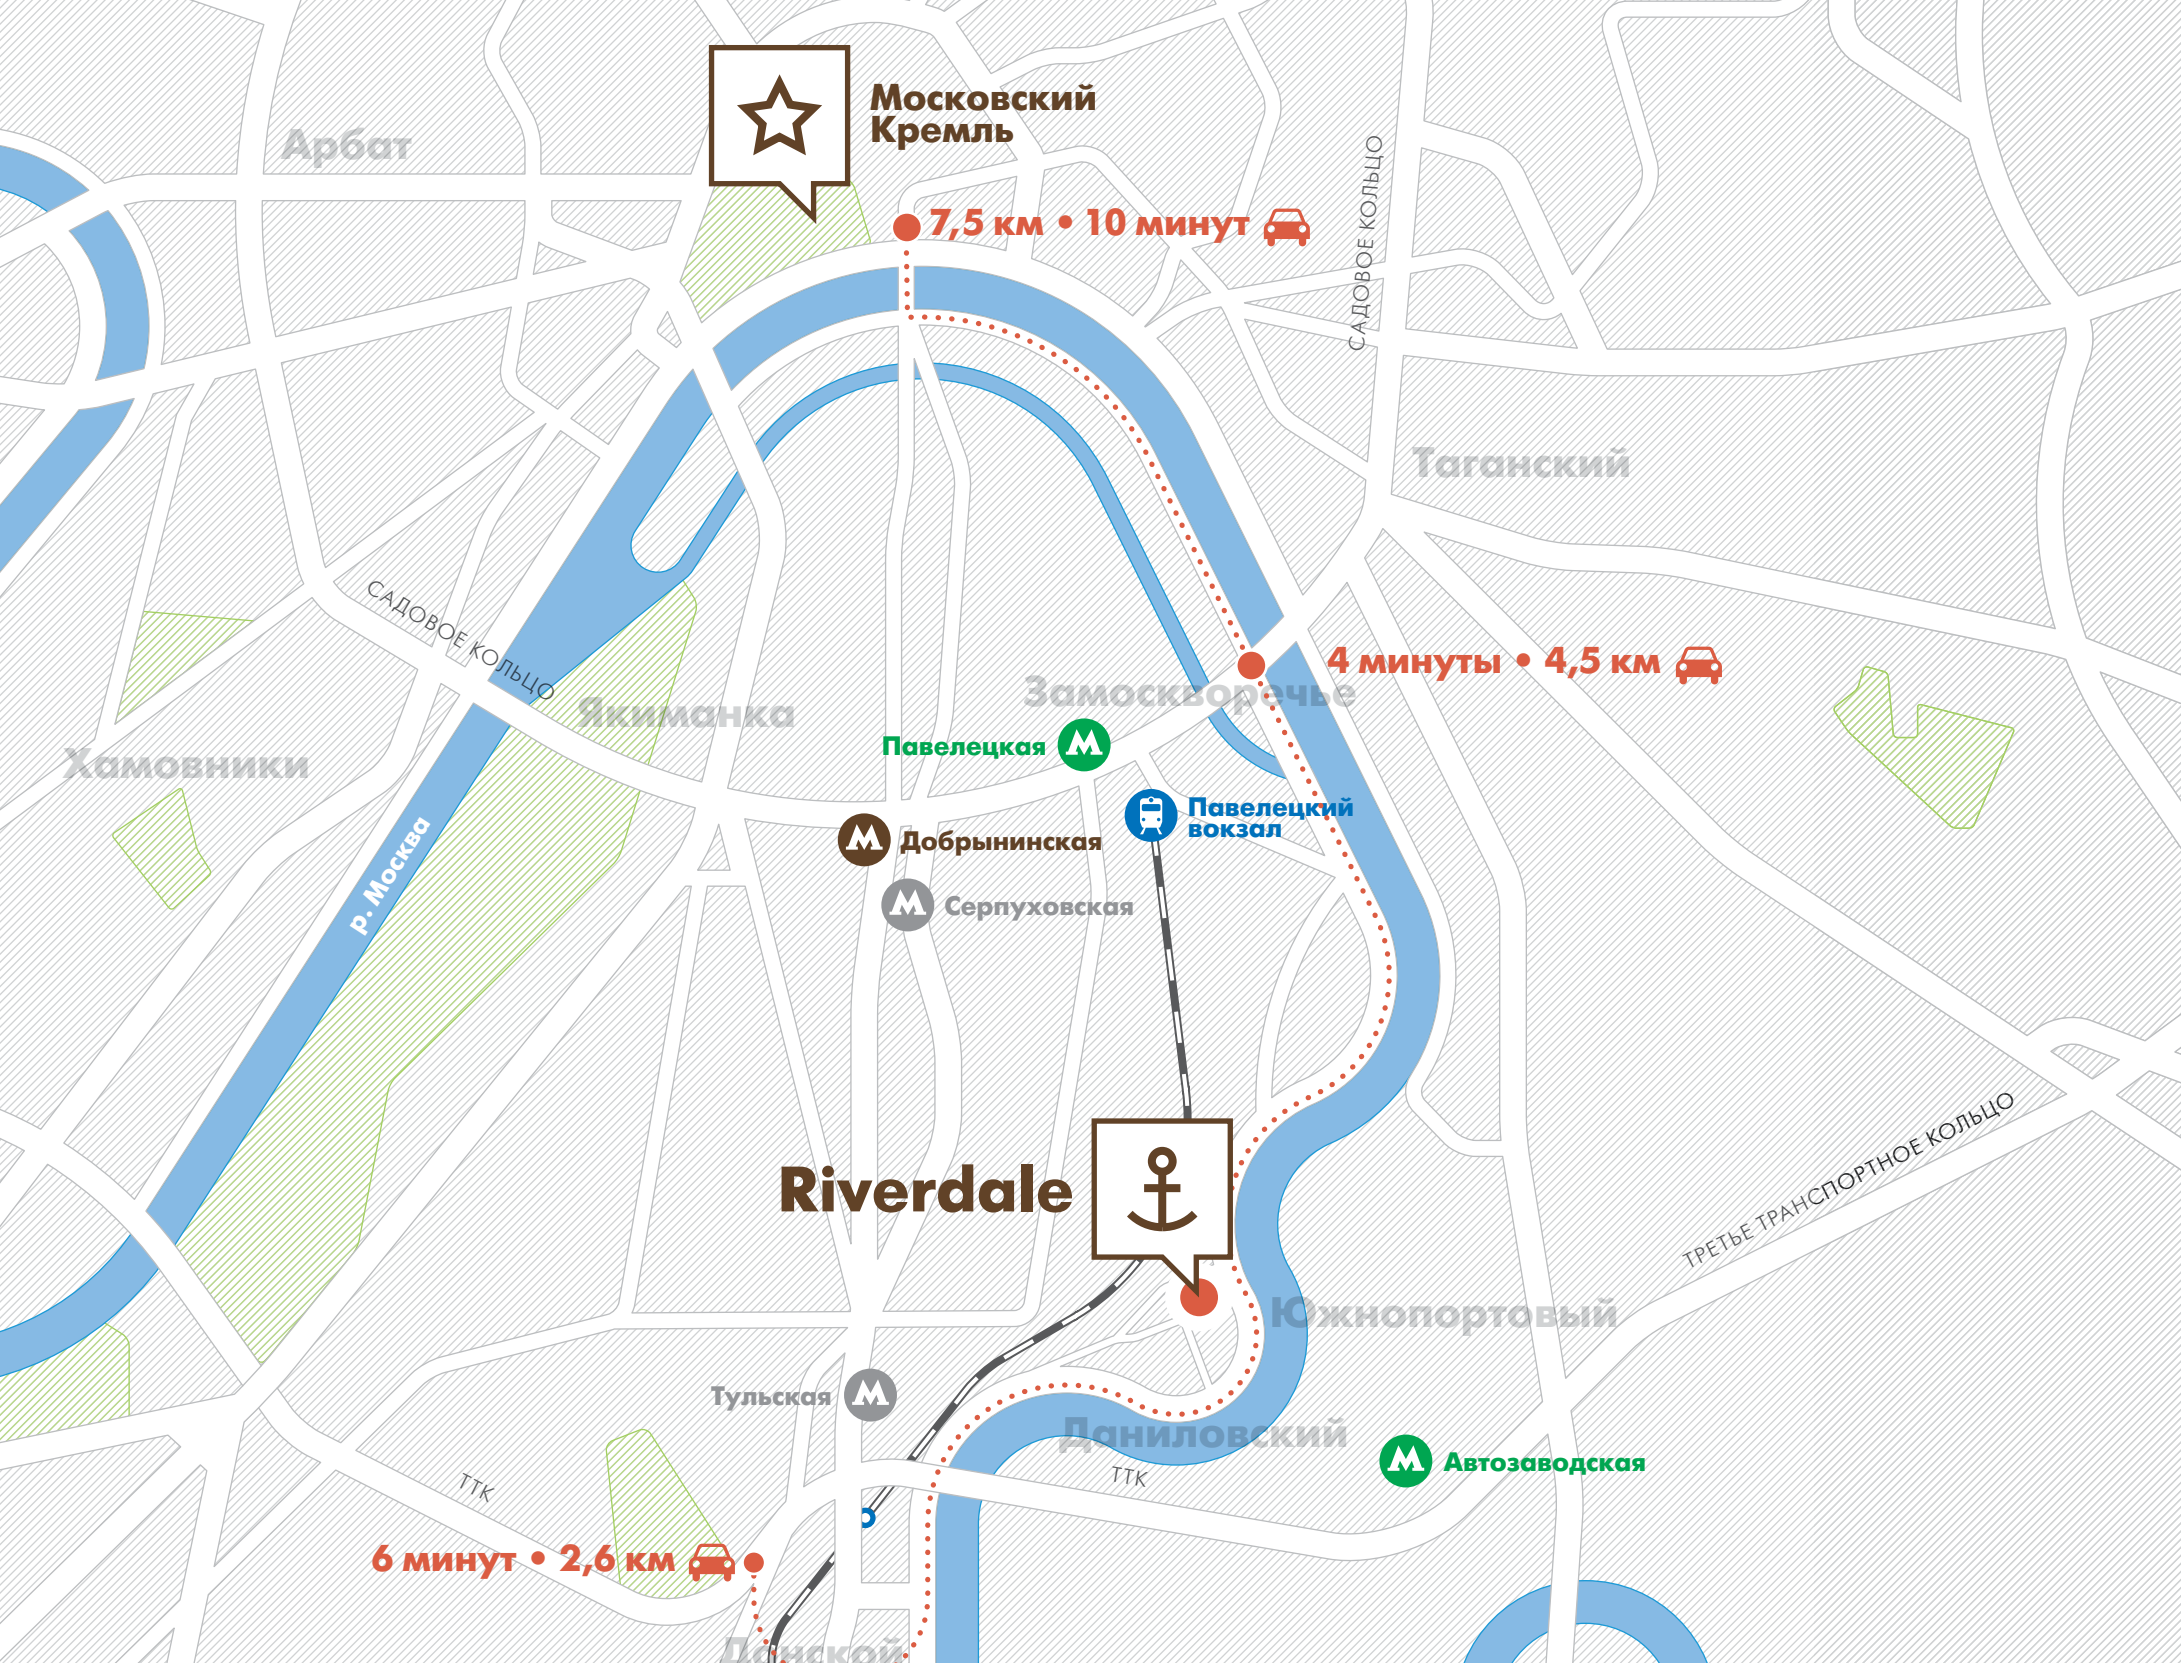 Московский
Кремль
Арбат
САДОВОЕ КОЛЬЦО
7,5 км • 10 минут
Таганский
САДОВОЕ КОЛЬЦО
4 минуты • 4,5 км
Замоскворечье
Якиманка
Павелецкая
Хамовники
Павелецкий
вокзал
Добрынинская
р. Москва
Серпуховская
ТРЕТЬЕ ТРАНСПОРТНОЕ КОЛЬЦО
Riverdale
Южнопортовый
Тульская
Даниловский
Автозаводская
ТТК
ТТК
6 минут • 2,6 км
Донской